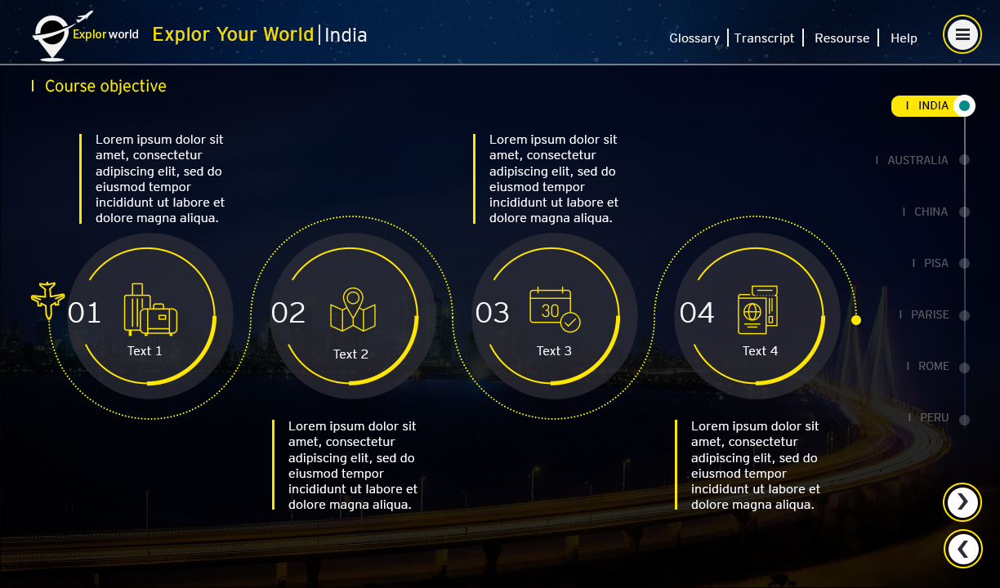 Explor world
Explor Your World|India
Glossary
Transcript
Resourse
Help
Course objective
Lorem ipsum dolor sit
amet, consectetur
adipiscing elit, sed do
eiusmod tempor
incididunt ut labore et
dolore magna aliqua.
Lorem ipsum dolor sit
amet, consectetur
adipiscing elit, sed do
eiusmod tempor
incididunt ut labore et
dolore magna aliqua.
01
Text 1
02
Text 2
03
30
Text 3
04
Text 4
Lorem ipsum dolor sit
amet, consectetur
adipiscing elit, sed do
eiusmod tempor
incididunt ut labore et
dolore magna aliqua.
Lorem ipsum dolor sit
amet, consectetur
adipiscing elit, sed do
eiusmod tempor
incididunt ut labore et
dolore magna aliqua.
INDIA
AUSTRALIA
CHINA
PISA
PARISE
ROME
PERU